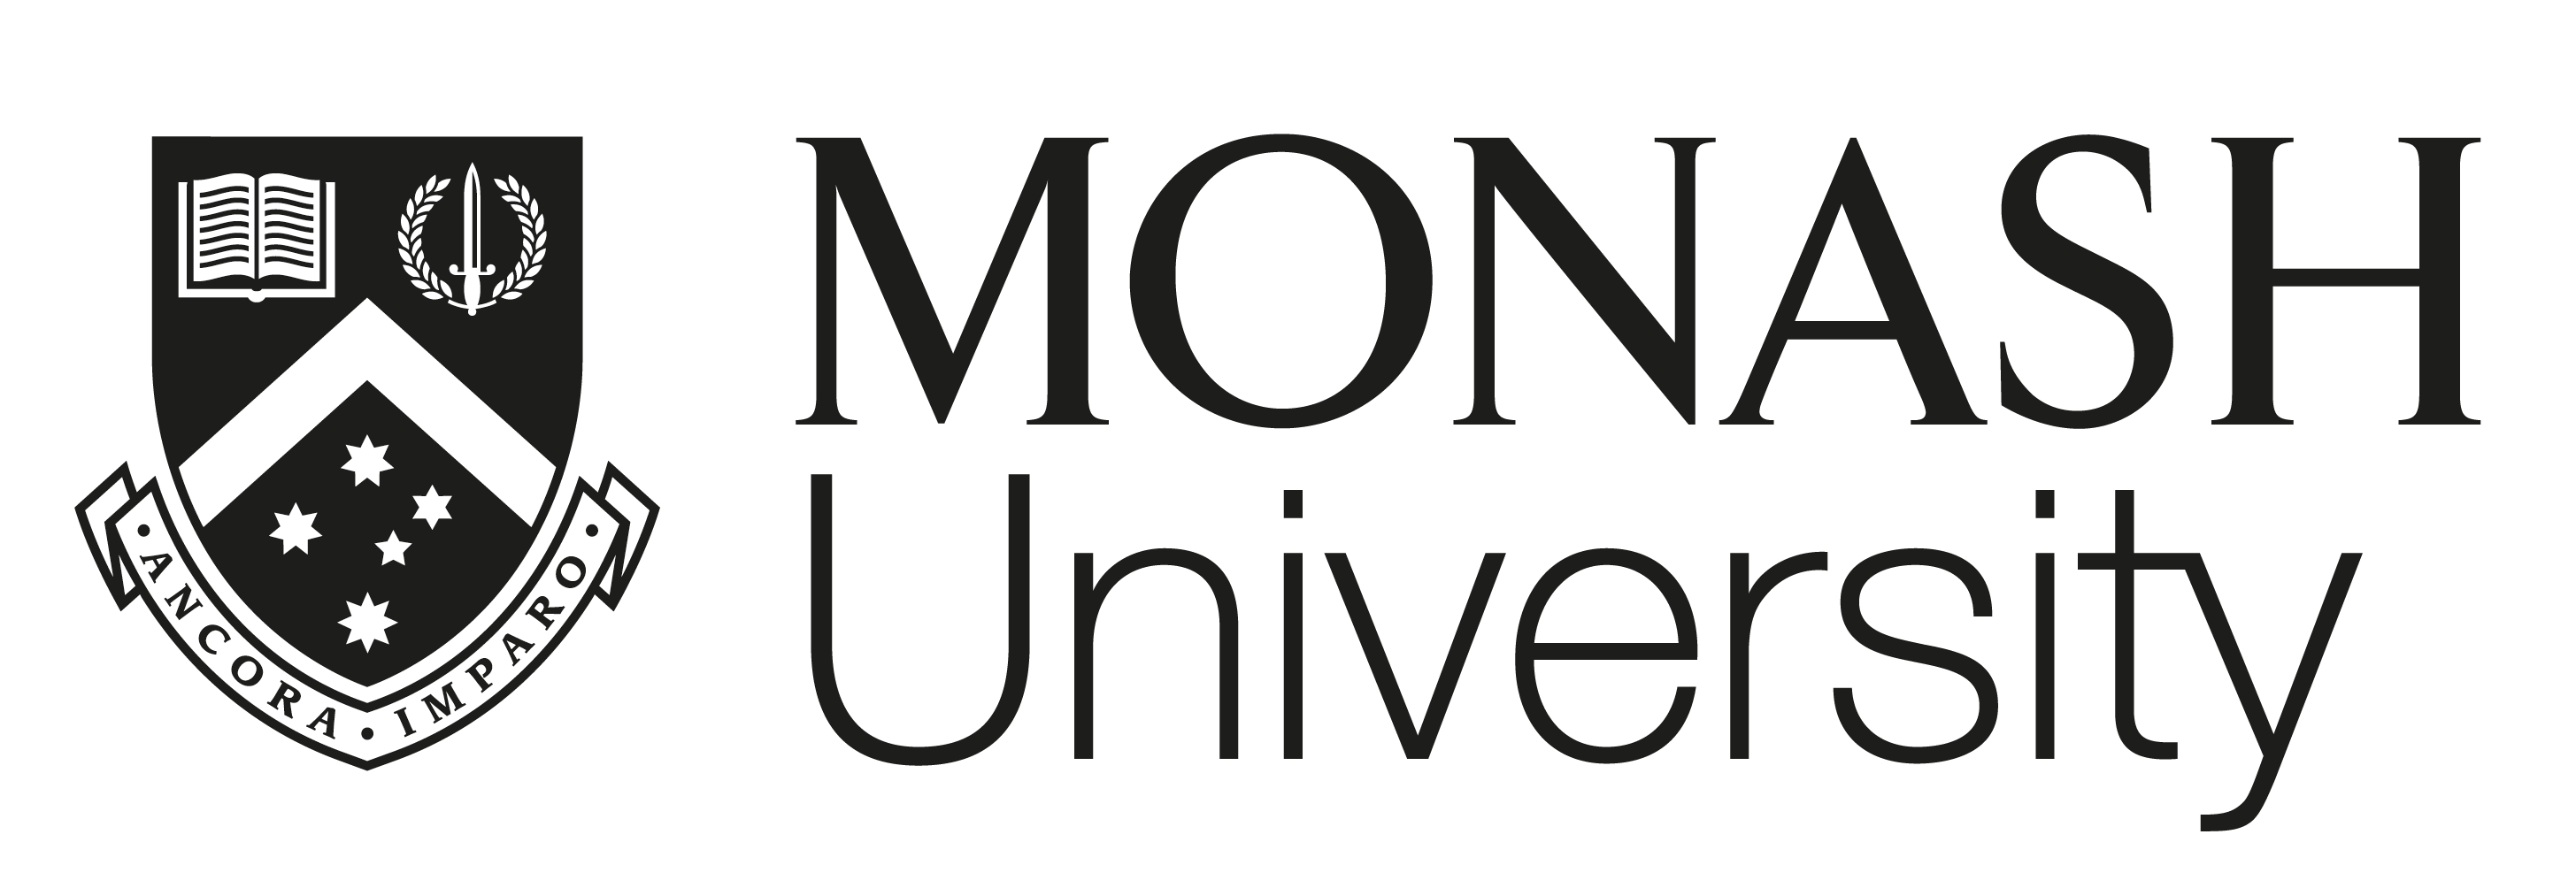 MONASH
University
• ANCORA • IMPARO •